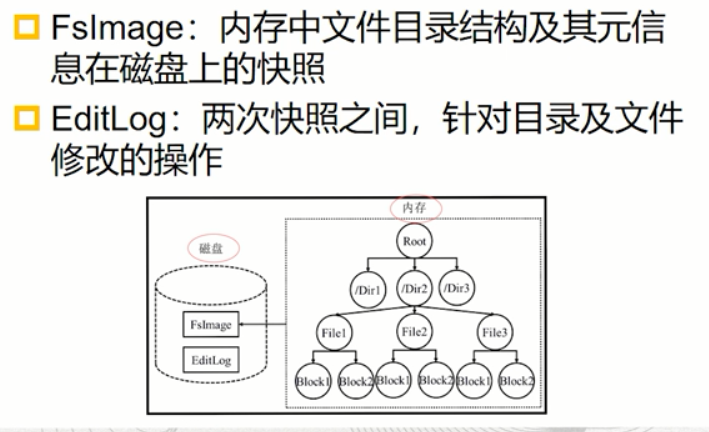 FsImage：内存中文件目录结构及其元信
息在磁盘上的快照
EditLog：两次快照之间，针对目录及文件
修改的操作
内存
磁盘
Root
/Dir1 /Dir2 /Dir3
FsImage
File1 File2 File3
EditLog
Block1 Block2 Block1 Block2 Block1 Block2